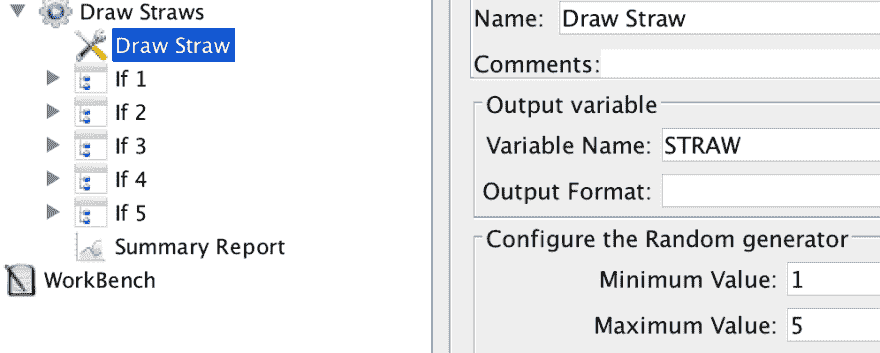 Draw Straws
Draw Straw
If 1
If 2
If 3
If 4
If 5
Summary Report
WorkBench
Name: Draw Straw
Comments:
Output variable
Variable Name: STRAW
Output Format:
Configure the Random generator
Minimum Value: 1
Maximum Value: 5